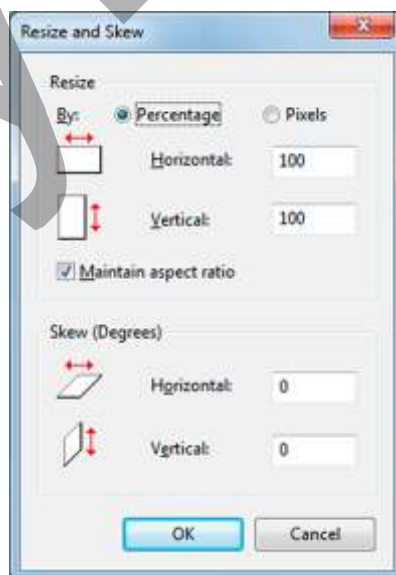 Resize and Skew
Resize
By: Percentage Pixels
Horizontal: 100
Vertical: 100
Maintain aspect ratio
Skew (Degrees)
Horizontal: 0
Vertical: 0
OK Cancel